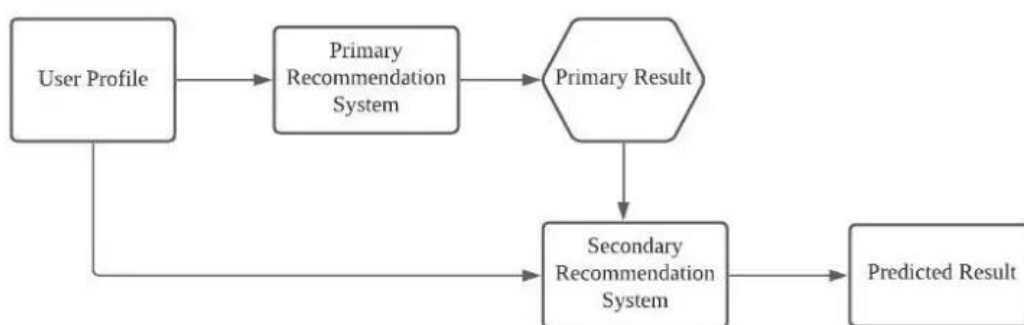 User Profile
Primary
Recommendation
System
Primary Result
Secondary
Recommendation
System
Predicted Result